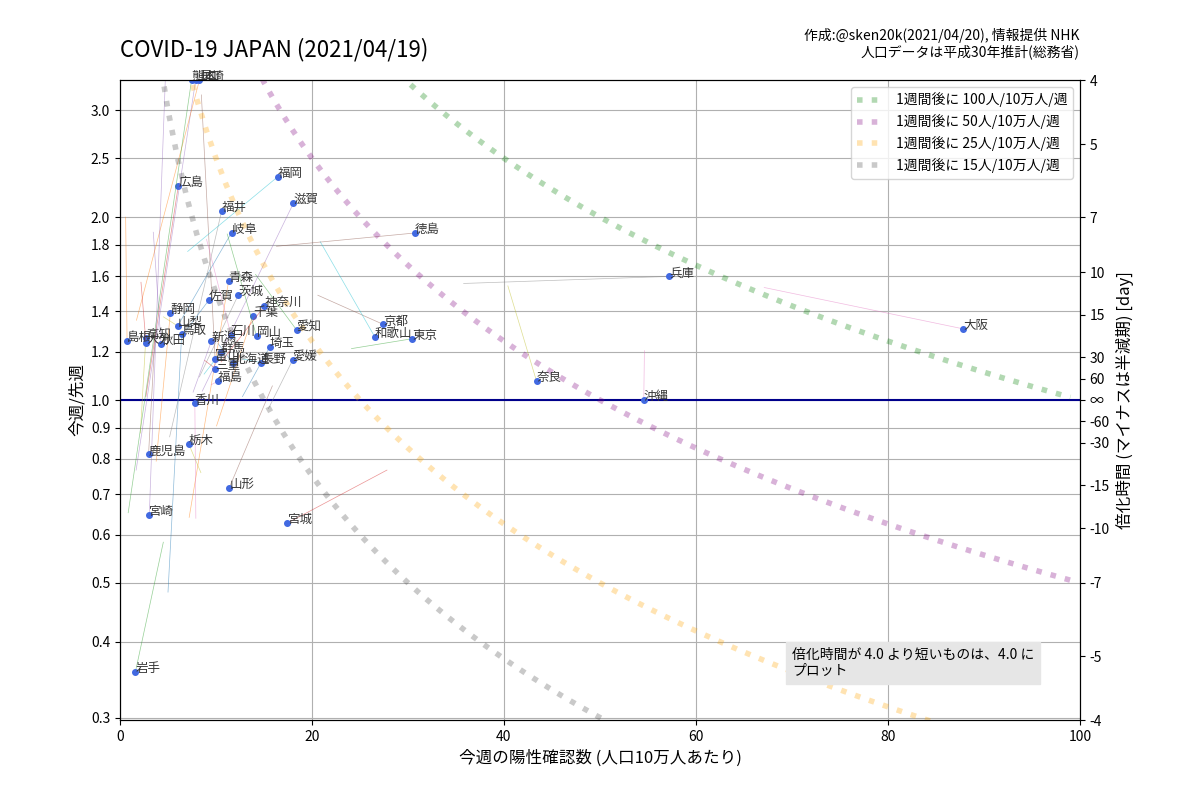 COVID-19 JAPAN (2021/04/19)
作成:@sken20k(2021/04/20), 情報提供 NHK
人口データは平成30年推計(総務省)
1週間後に 100人/10万人/週
1週間後に 50人/10万人/週
1週間後に 25人/10万人/週
1週間後に 15人/10万人/週
3.0
2.5
2.0
1.8
1.6
1.4
1.2
1.0
0.9
0.8
0.7
0.6
0.5
0.4
0.3
今週/先週
4
5
7
10
15
30
60
∞
-60
-30
-15
-10
-7
-5
-4
倍化時間 (マイナスは半減期) [day]
広島
福岡
滋賀
福井
岐阜
徳島
兵庫
青森
茨城
佐賀
神奈川
静岡
千葉
山梨
鳥取
京都
大阪
愛知
和歌山
東京
島根
高知
秋田
新潟
石川
岡山
埼玉
群馬
富山
北海道
長野
愛媛
三重
福島
奈良
沖縄
香川
栃木
鹿児島
山形
宮崎
宮城
岩手
倍化時間が 4.0 より短いものは、4.0 に
プロット
0
20
40
60
80
100
今週の陽性確認数 (人口10万人あたり)